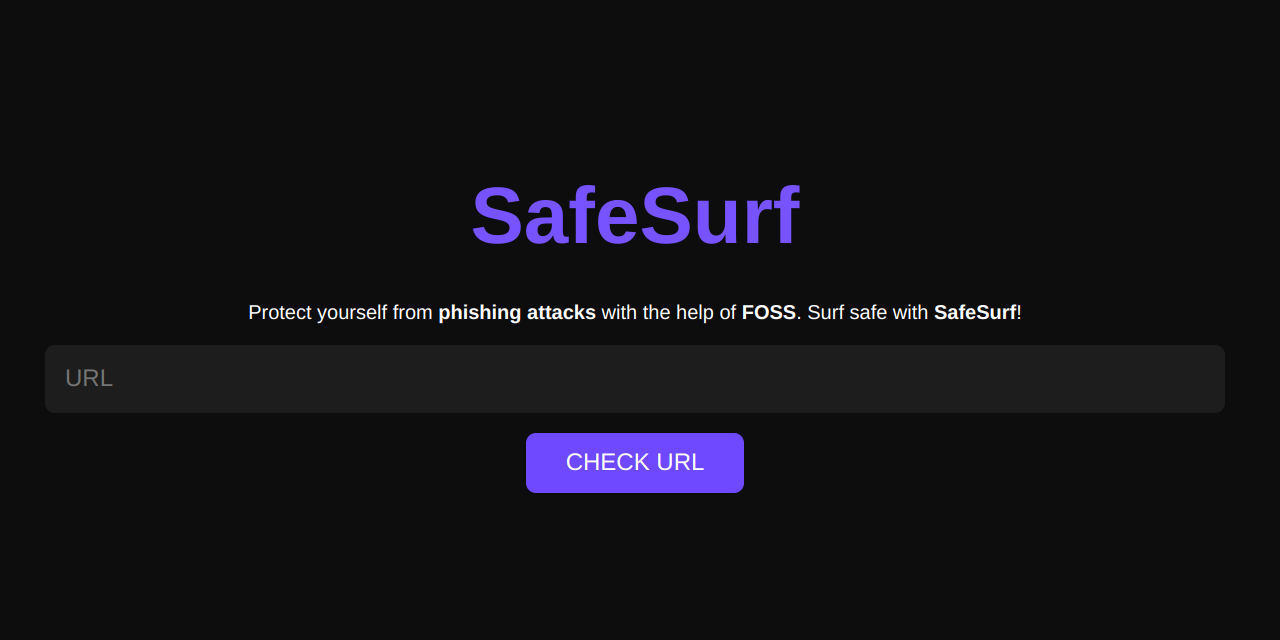 SafeSurf
Protect yourself from phishing attacks with the help of FOSS. Surf safe with SafeSurf!
URL
CHECK URL